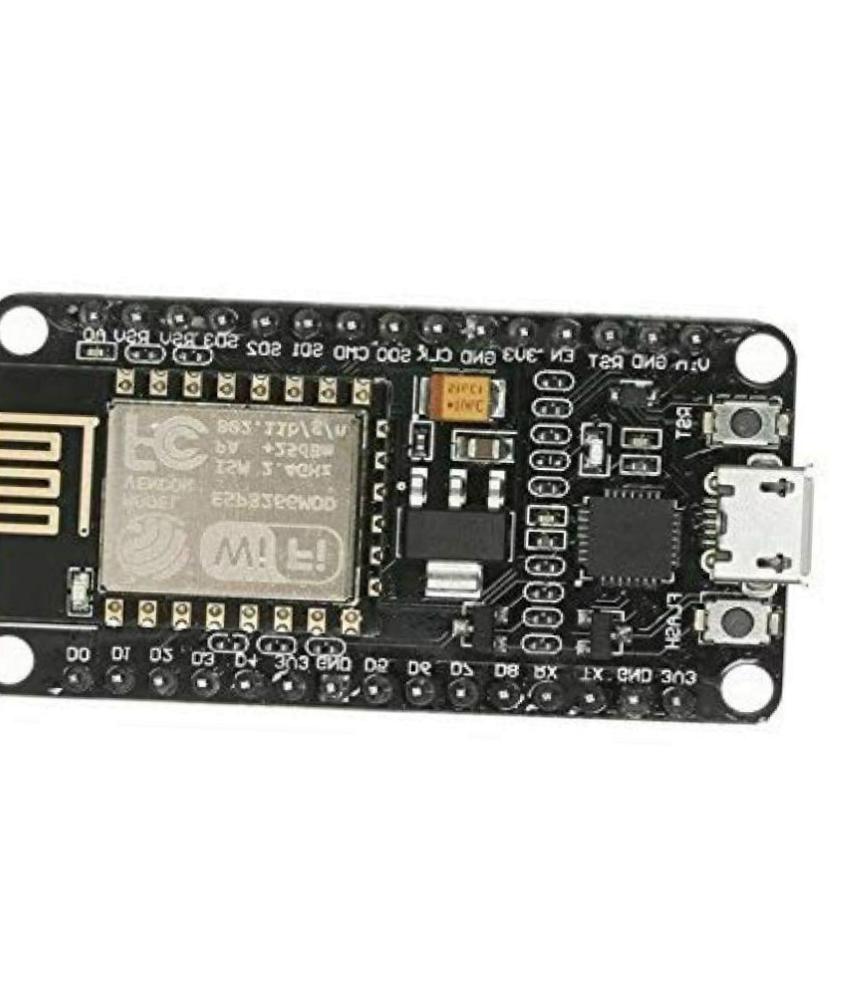 A0 RSV RSV SD3 SD2 SD1 CMD SD0 CLK GND 3V3 EN RST GND Vin
RST
FCC 802.11b/g/n
PA +25dBm
ISM 2.4GHz
VENDOR
MODEL ESP8266MOD
WiFi
FLASH
D0 D1 D2 D3 D4 3V3 GND D5 D6 D7 D8 RX TX GND 3V3